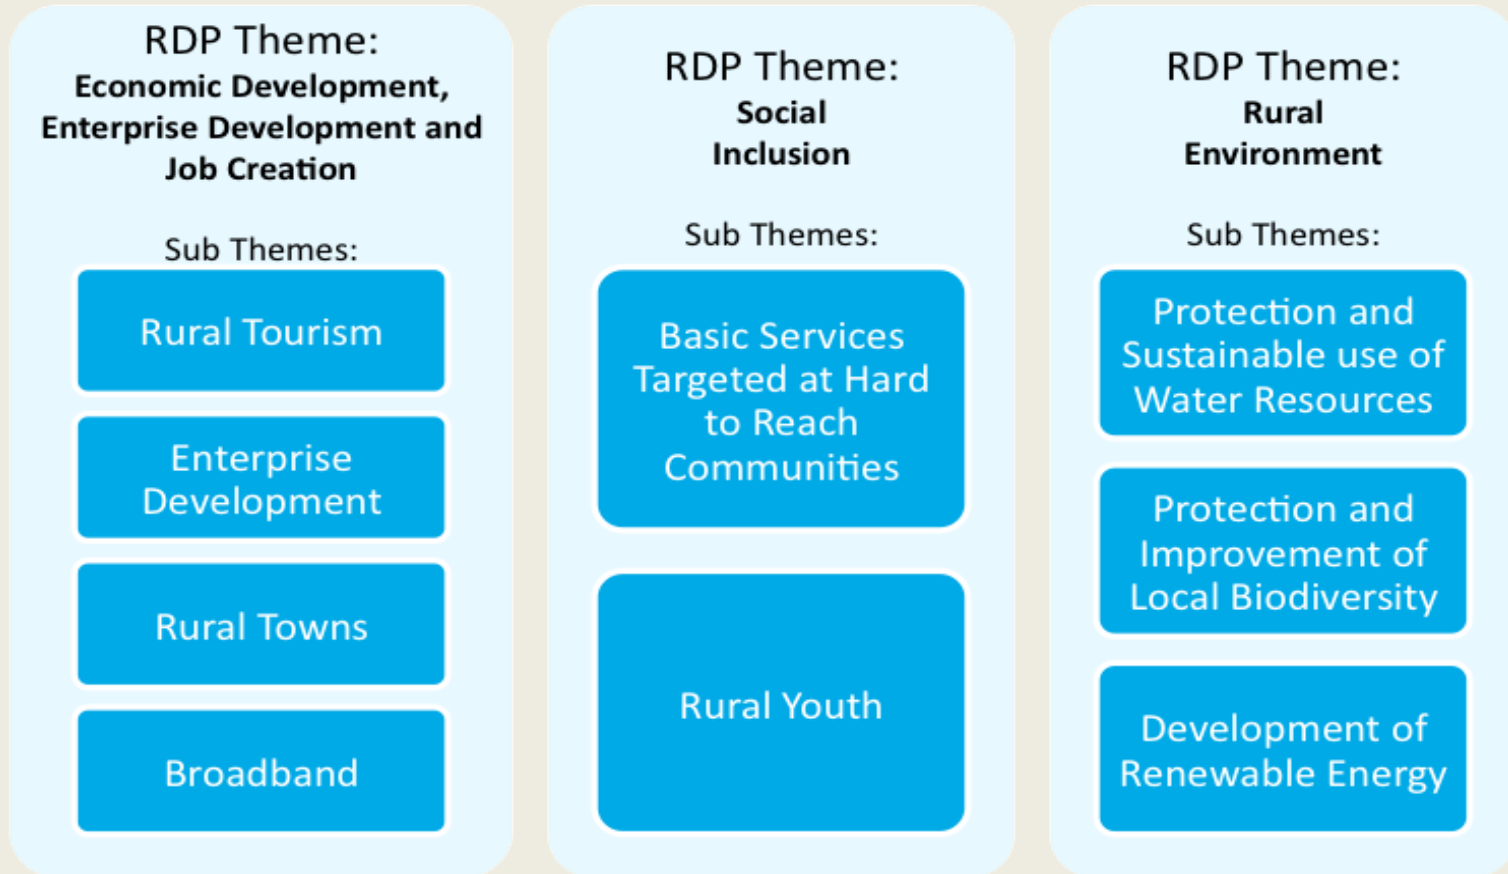 RDP Theme:
Economic Development,
Enterprise Development and
Job Creation
Sub Themes:
Rural Tourism
Enterprise
Development
Rural Towns
Broadband
RDP Theme:
Social
Inclusion
Sub Themes:
Basic Services
Targeted at Hard
to Reach
Communities
Rural Youth
RDP Theme:
Rural
Environment
Sub Themes:
Protection and
Sustainable use of
Water Resources
Protection and
Improvement of
Local Biodiversity
Development of
Renewable Energy